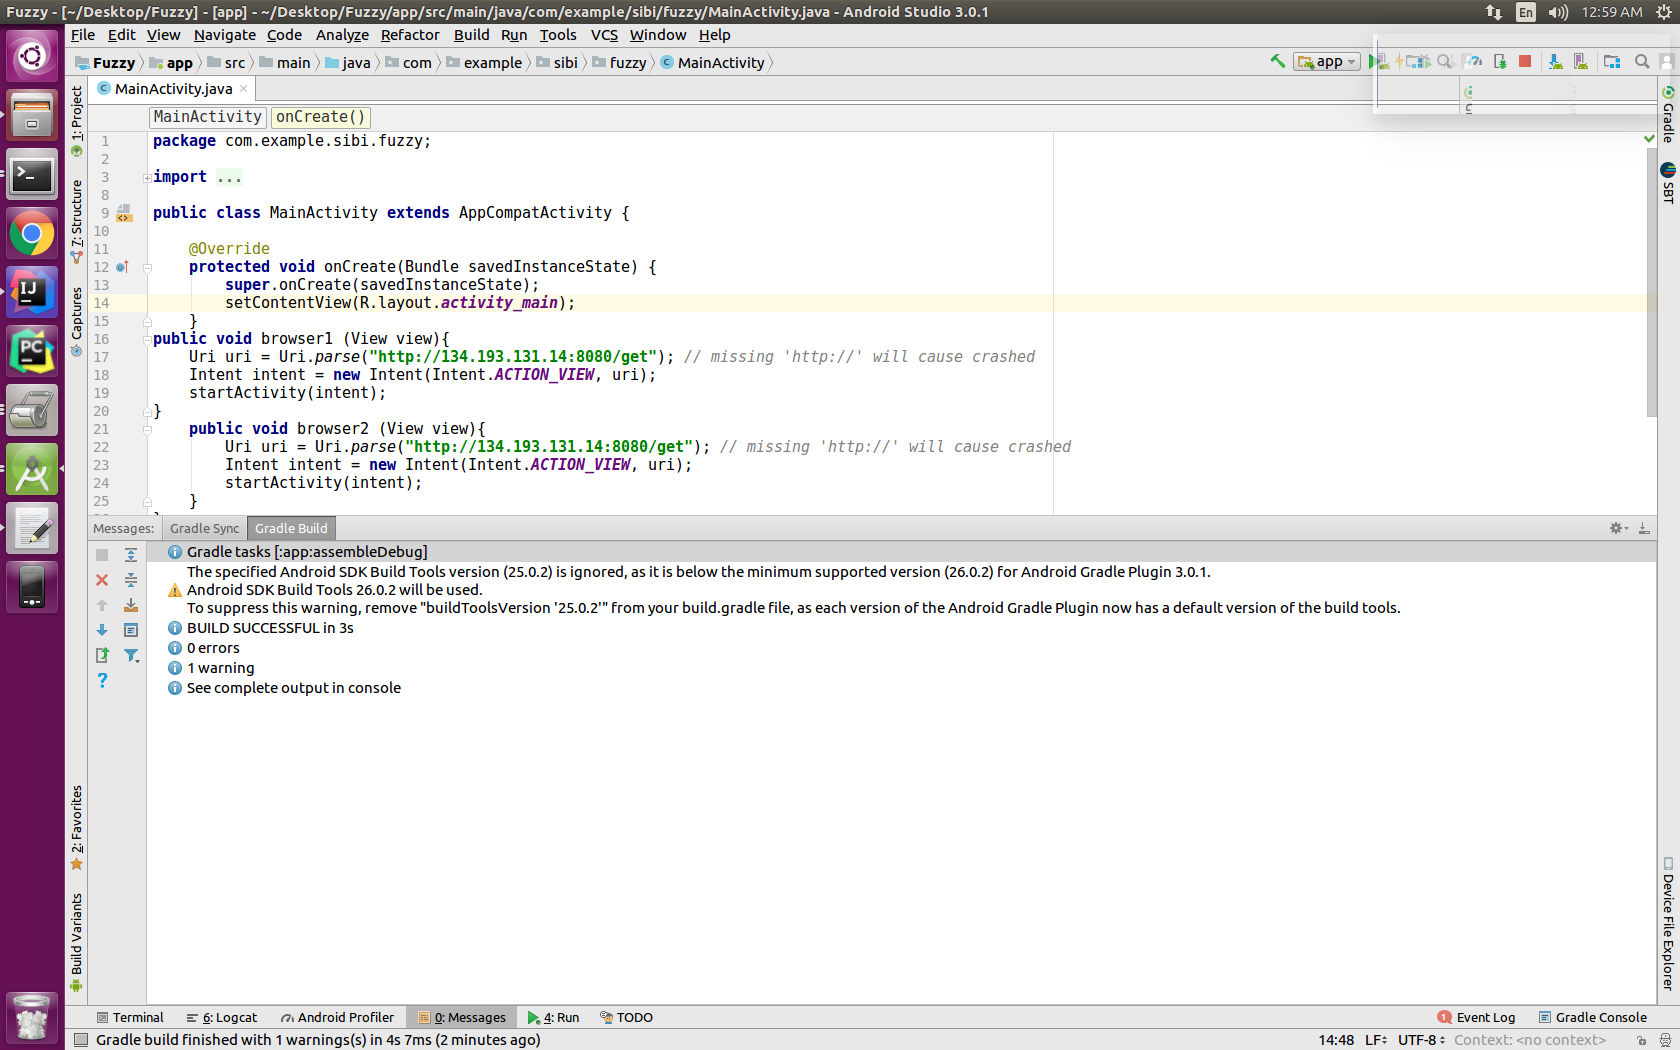 Fuzzy - [~/Desktop/Fuzzy] - [app] - ~/Desktop/Fuzzy/app/src/main/java/com/example/sibi/fuzzy/MainActivity.java - Android Studio 3.0.1
En 12:59 AM
File Edit View Navigate Code Analyze Refactor Build Run Tools VCS Window Help
Fuzzy app src main java com example sibi fuzzy MainActivity
app
MainActivity.java
MainActivity onCreate()
1 package com.example.sibi.fuzzy;
2
3 import ...
8
9 public class MainActivity extends AppCompatActivity {
10
11 @Override
12 protected void onCreate(Bundle savedInstanceState) {
13 super.onCreate(savedInstanceState);
14 setContentView(R.layout.activity_main);
15 }
16 public void browser1 (View view){
17 Uri uri = Uri.parse("http://134.193.131.14:8080/get"); // missing 'http://' will cause crashed
18 Intent intent = new Intent(Intent.ACTION_VIEW, uri);
19 startActivity(intent);
20 }
21 public void browser2 (View view){
22 Uri uri = Uri.parse("http://134.193.131.14:8080/get"); // missing 'http://' will cause crashed
23 Intent intent = new Intent(Intent.ACTION_VIEW, uri);
24 startActivity(intent);
25 }
1: Project
7: Structure
Captures
2: Favorites
Build Variants
Gradle
SBT
Device File Explorer
Messages: Gradle Sync Gradle Build
Gradle tasks [:app:assembleDebug]
The specified Android SDK Build Tools version (25.0.2) is ignored, as it is below the minimum supported version (26.0.2) for Android Gradle Plugin 3.0.1.
Android SDK Build Tools 26.0.2 will be used.
To suppress this warning, remove "buildToolsVersion '25.0.2'" from your build.gradle file, as each version of the Android Gradle Plugin now has a default version of the build tools.
BUILD SUCCESSFUL in 3s
0 errors
1 warning
See complete output in console
Terminal 6: Logcat Android Profiler 0: Messages 4: Run TODO 1 Event Log Gradle Console
Gradle build finished with 1 warnings(s) in 4s 7ms (2 minutes ago) 14:48 LF UTF-8 Context: <no context>